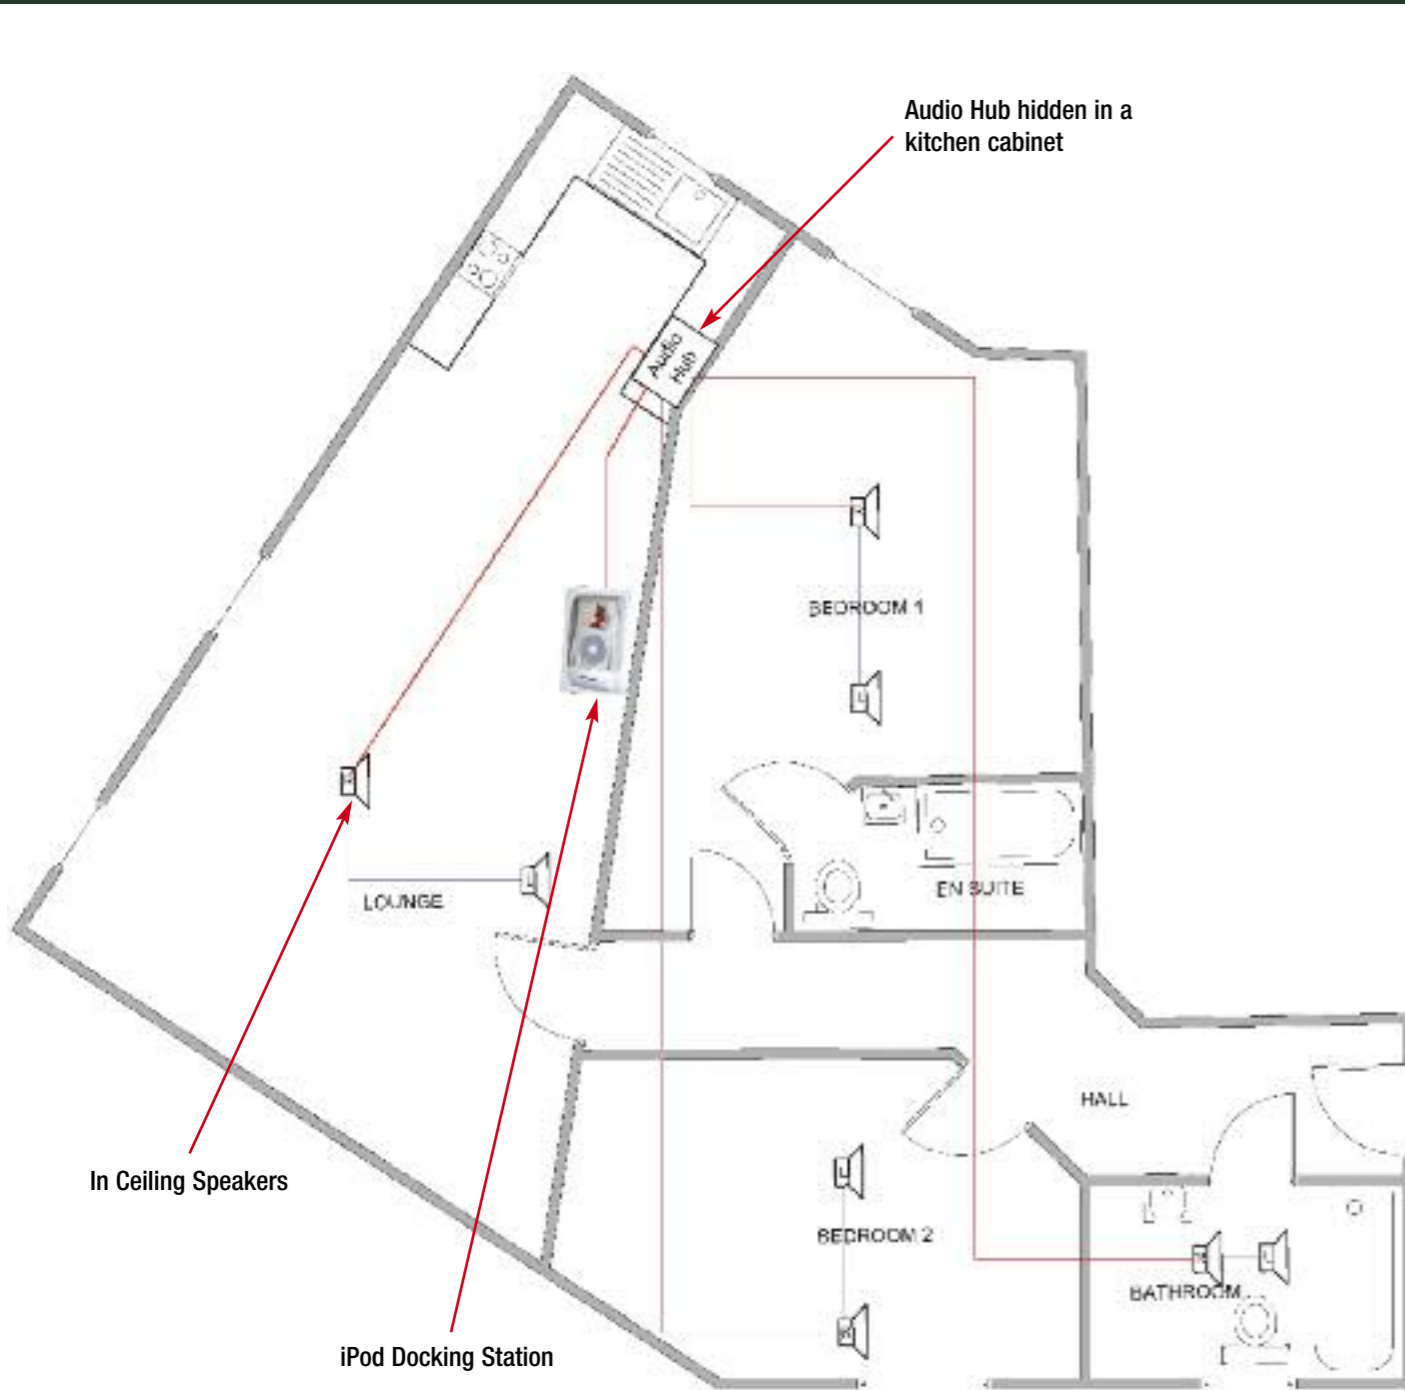 Audio Hub hidden in a
kitchen cabinet
Audio
Hub
BEDROOM 1
L
EN SUITE
LOUNGE
L
HALL
In Ceiling Speakers
L
BEDROOM 2
L
BATHROOM
R
iPod Docking Station